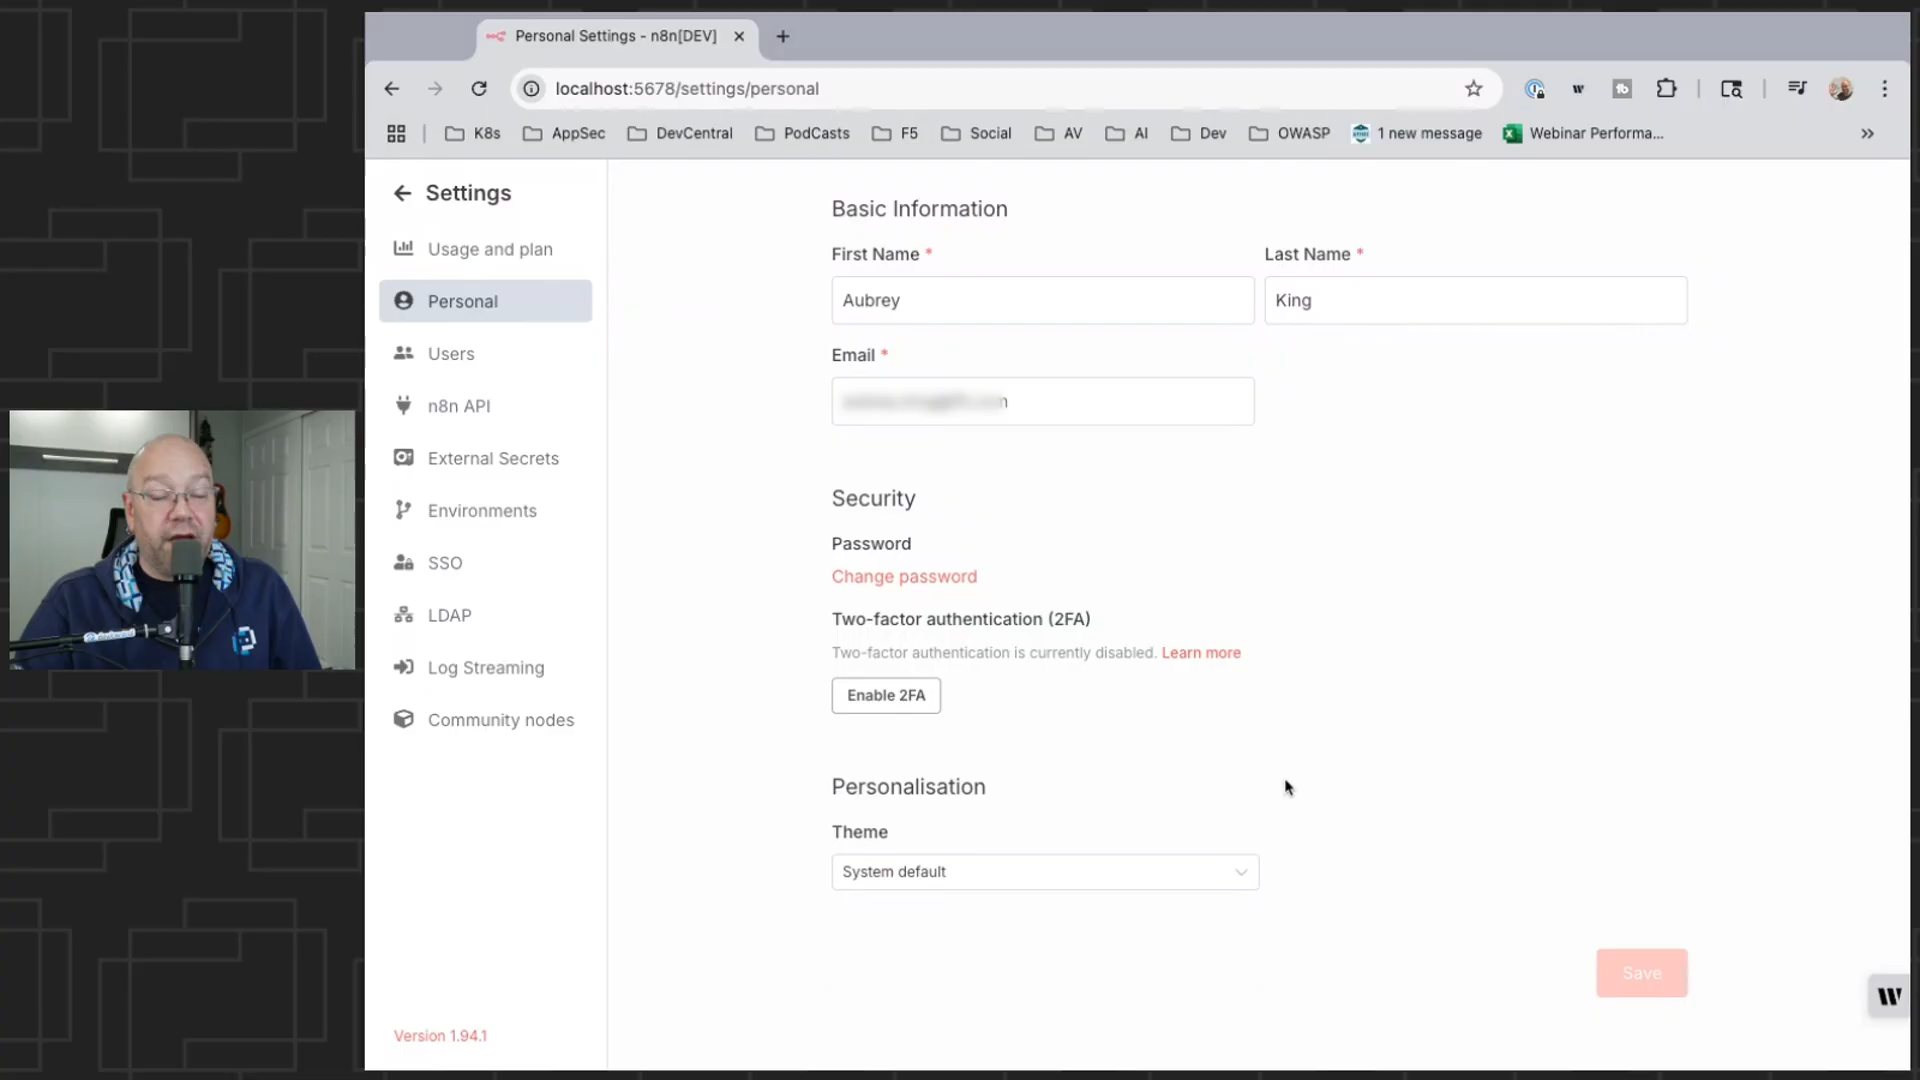 Personal Settings - n8n[DEV]
localhost:5678/settings/personal
K8s
AppSec
DevCentral
PodCasts
F5
Social
AV
AI
Dev
OWASP
1 new message
Webinar Performa...
Settings
Usage and plan
Personal
Users
n8n API
External Secrets
Environments
SSO
LDAP
Log Streaming
Community nodes
Version 1.94.1
Basic Information
First Name *
Last Name *
Aubrey
King
Email *
Security
Password
Change password
Two-factor authentication (2FA)
Two-factor authentication is currently disabled. Learn more
Enable 2FA
Personalisation
Theme
System default
Save